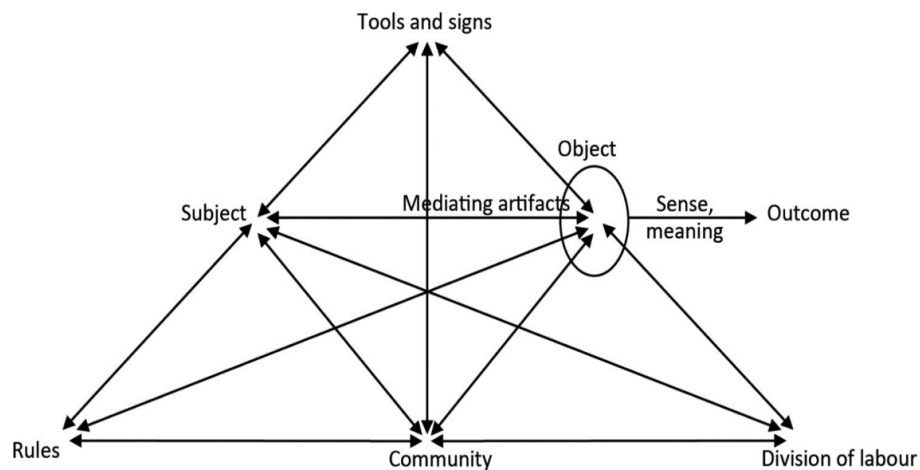 Tools and signs
Object
Subject
Mediating artifacts
Sense,
meaning
Outcome
Rules
Community
Division of labour